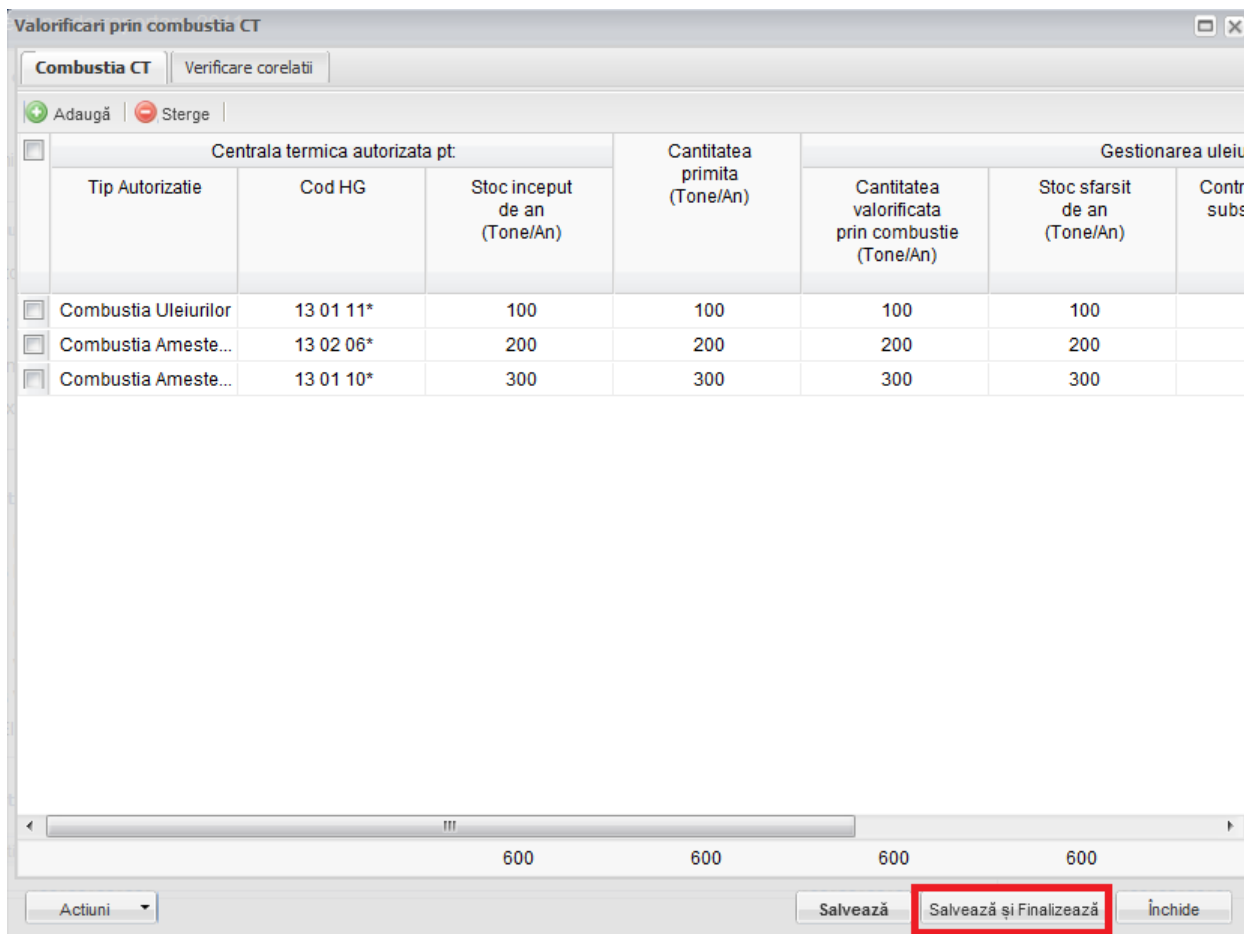 Valorificari prin combustia CT
Combustia CT Verificare corelatii
Adaugă Sterge
Centrala termica autorizata pt:
Cantitatea
primita
(Tone/An)
Gestionarea uleiu
Tip Autorizatie
Cod HG
Stoc inceput
de an
(Tone/An)
Cantitatea
valorificata
prin combustie
(Tone/An)
Stoc sfarsit
de an
(Tone/An)
Contr
subs
Combustia Uleiurilor 13 01 11* 100 100 100 100
Combustia Ameste... 13 02 06* 200 200 200 200
Combustia Ameste... 13 01 10* 300 300 300 300
600 600 600 600
Actiuni Salvează Salvează și Finalizează Închide